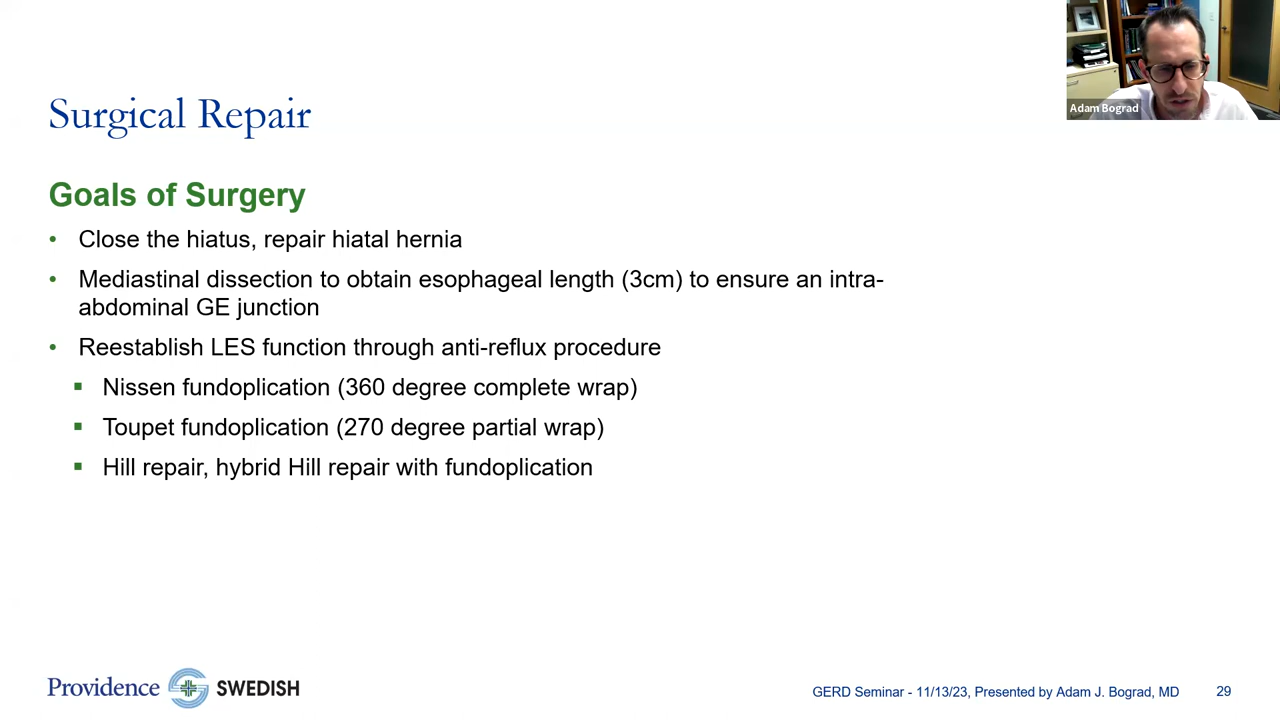 Adam Bograd
Surgical Repair
Goals of Surgery
• Close the hiatus, repair hiatal hernia
• Mediastinal dissection to obtain esophageal length (3cm) to ensure an intra-
abdominal GE junction
• Reestablish LES function through anti-reflux procedure
▪ Nissen fundoplication (360 degree complete wrap)
▪ Toupet fundoplication (270 degree partial wrap)
▪ Hill repair, hybrid Hill repair with fundoplication
Providence SWEDISH
GERD Seminar - 11/13/23, Presented by Adam J. Bograd, MD 29